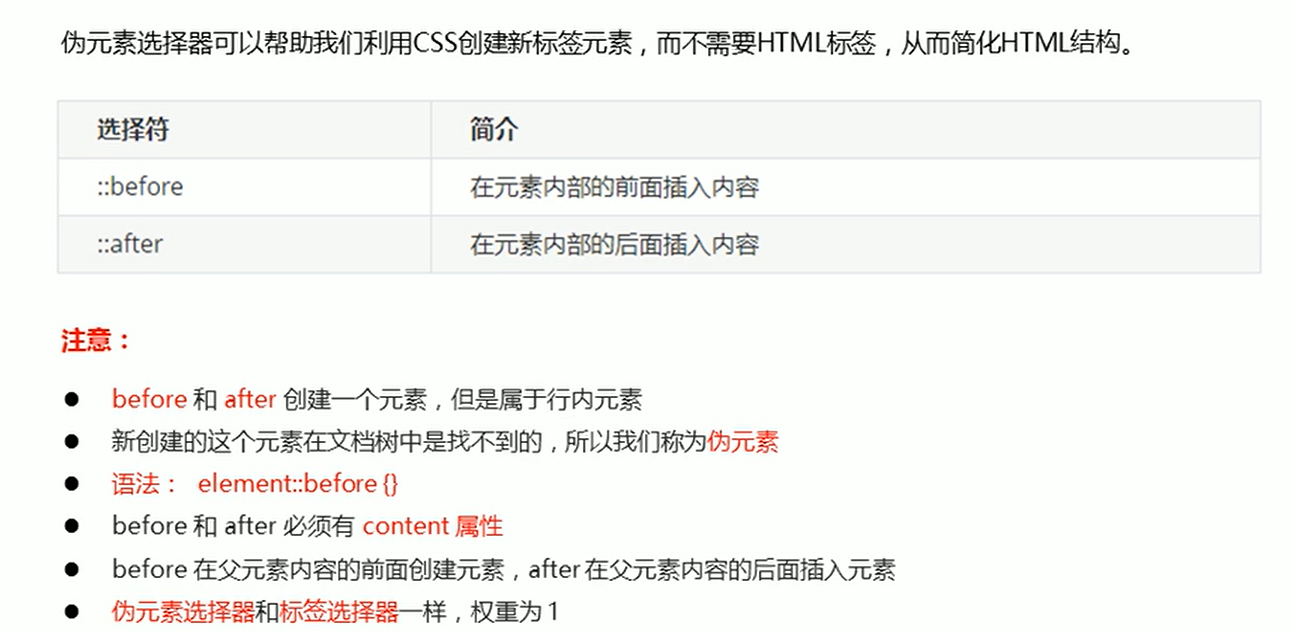 伪元素选择器可以帮助我们利用CSS创建新标签元素，而不需要HTML标签，从而简化HTML结构。
选择符 简介
::before 在元素内部的前面插入内容
::after 在元素内部的后面插入内容
注意：
● before 和 after 创建一个元素，但是属于行内元素
● 新创建的这个元素在文档树中是找不到的，所以我们称为伪元素
● 语法： element::before {}
● before 和 after 必须有 content 属性
● before 在父元素内容的前面创建元素，after 在父元素内容的后面插入元素
● 伪元素选择器和标签选择器一样，权重为 1